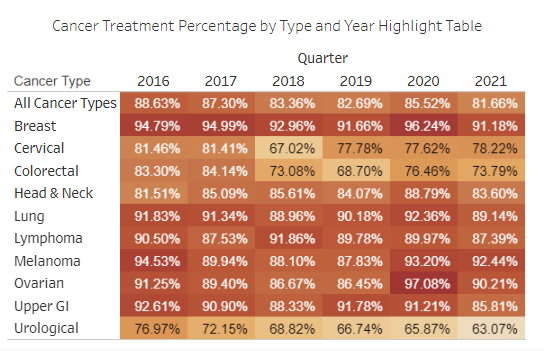 Cancer Treatment Percentage by Type and Year Highlight Table
Quarter
Cancer Type 2016 2017 2018 2019 2020 2021
All Cancer Types 88.63% 87.30% 83.36% 82.69% 85.52% 81.66%
Breast 94.79% 94.99% 92.96% 91.66% 96.24% 91.18%
Cervical 81.46% 81.41% 67.02% 77.78% 77.62% 78.22%
Colorectal 83.30% 84.14% 73.08% 68.70% 76.46% 73.79%
Head & Neck 81.51% 85.09% 85.61% 84.07% 88.79% 83.60%
Lung 91.83% 91.34% 88.96% 90.18% 92.36% 89.14%
Lymphoma 90.50% 87.53% 91.86% 89.78% 89.97% 87.39%
Melanoma 94.53% 89.94% 88.10% 87.83% 93.20% 92.44%
Ovarian 91.25% 89.40% 86.67% 86.45% 97.08% 90.21%
Upper GI 92.61% 90.90% 88.33% 91.78% 91.21% 85.81%
Urological 76.97% 72.15% 68.82% 66.74% 65.87% 63.07%